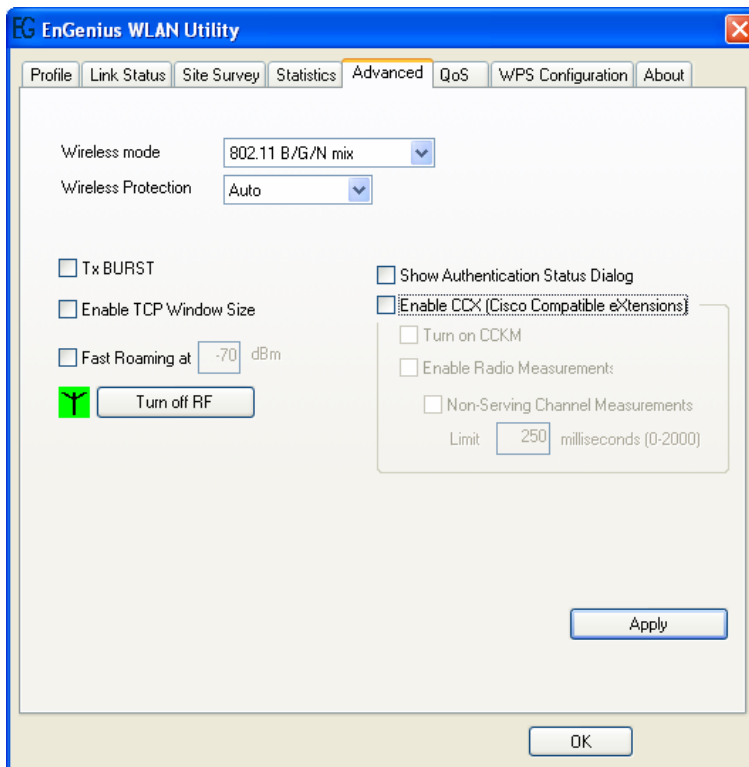 EG EnGenius WLAN Utility
Profile Link Status Site Survey Statistics Advanced QoS WPS Configuration About
Wireless mode 802.11 B/G/N mix
Wireless Protection Auto
Tx BURST
Show Authentication Status Dialog
Enable TCP Window Size
Enable CCX (Cisco Compatible eXtensions)
Turn on CCKM
Fast Roaming at -70 dBm
Enable Radio Measurements
Turn off RF
Non-Serving Channel Measurements
Limit 250 milliseconds (0-2000)
Apply
OK